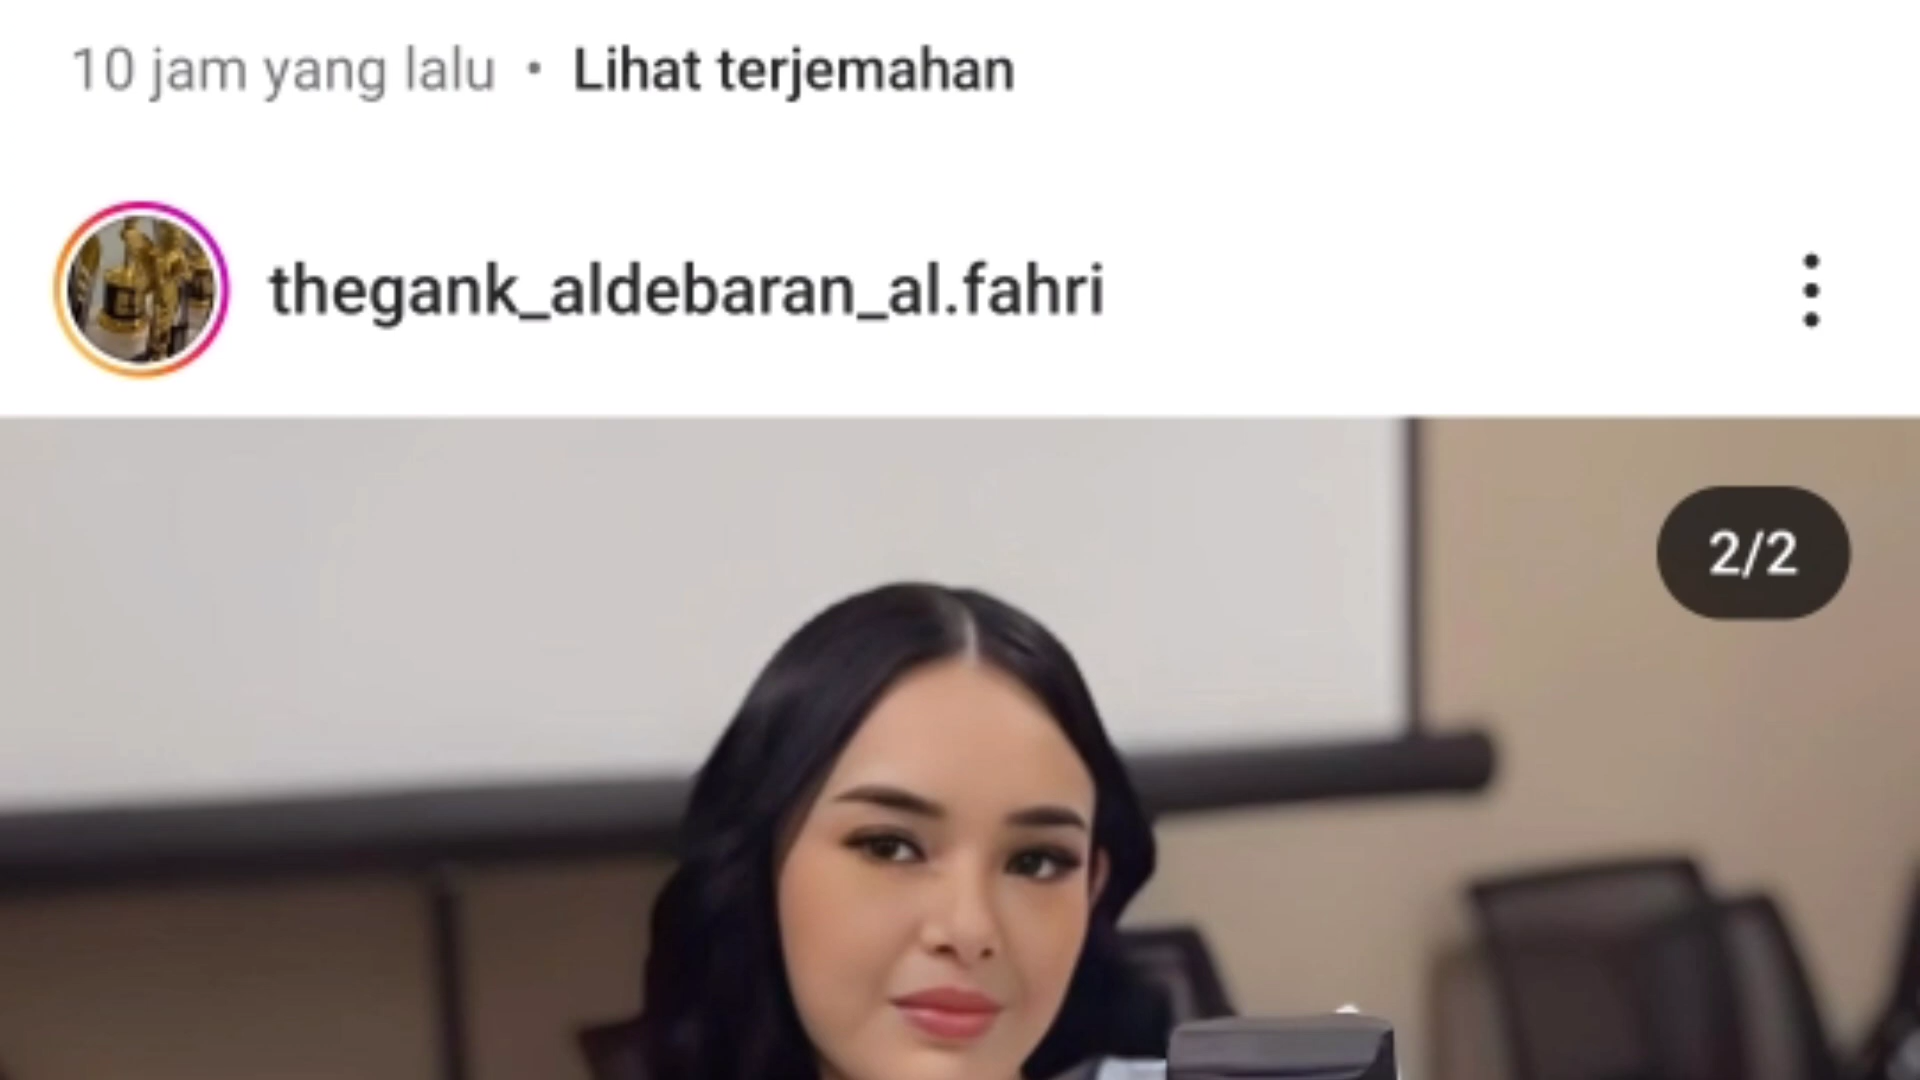 10 jam yang lalu • Lihat terjemahan
thegank_aldebaran_al.fahri
2/2